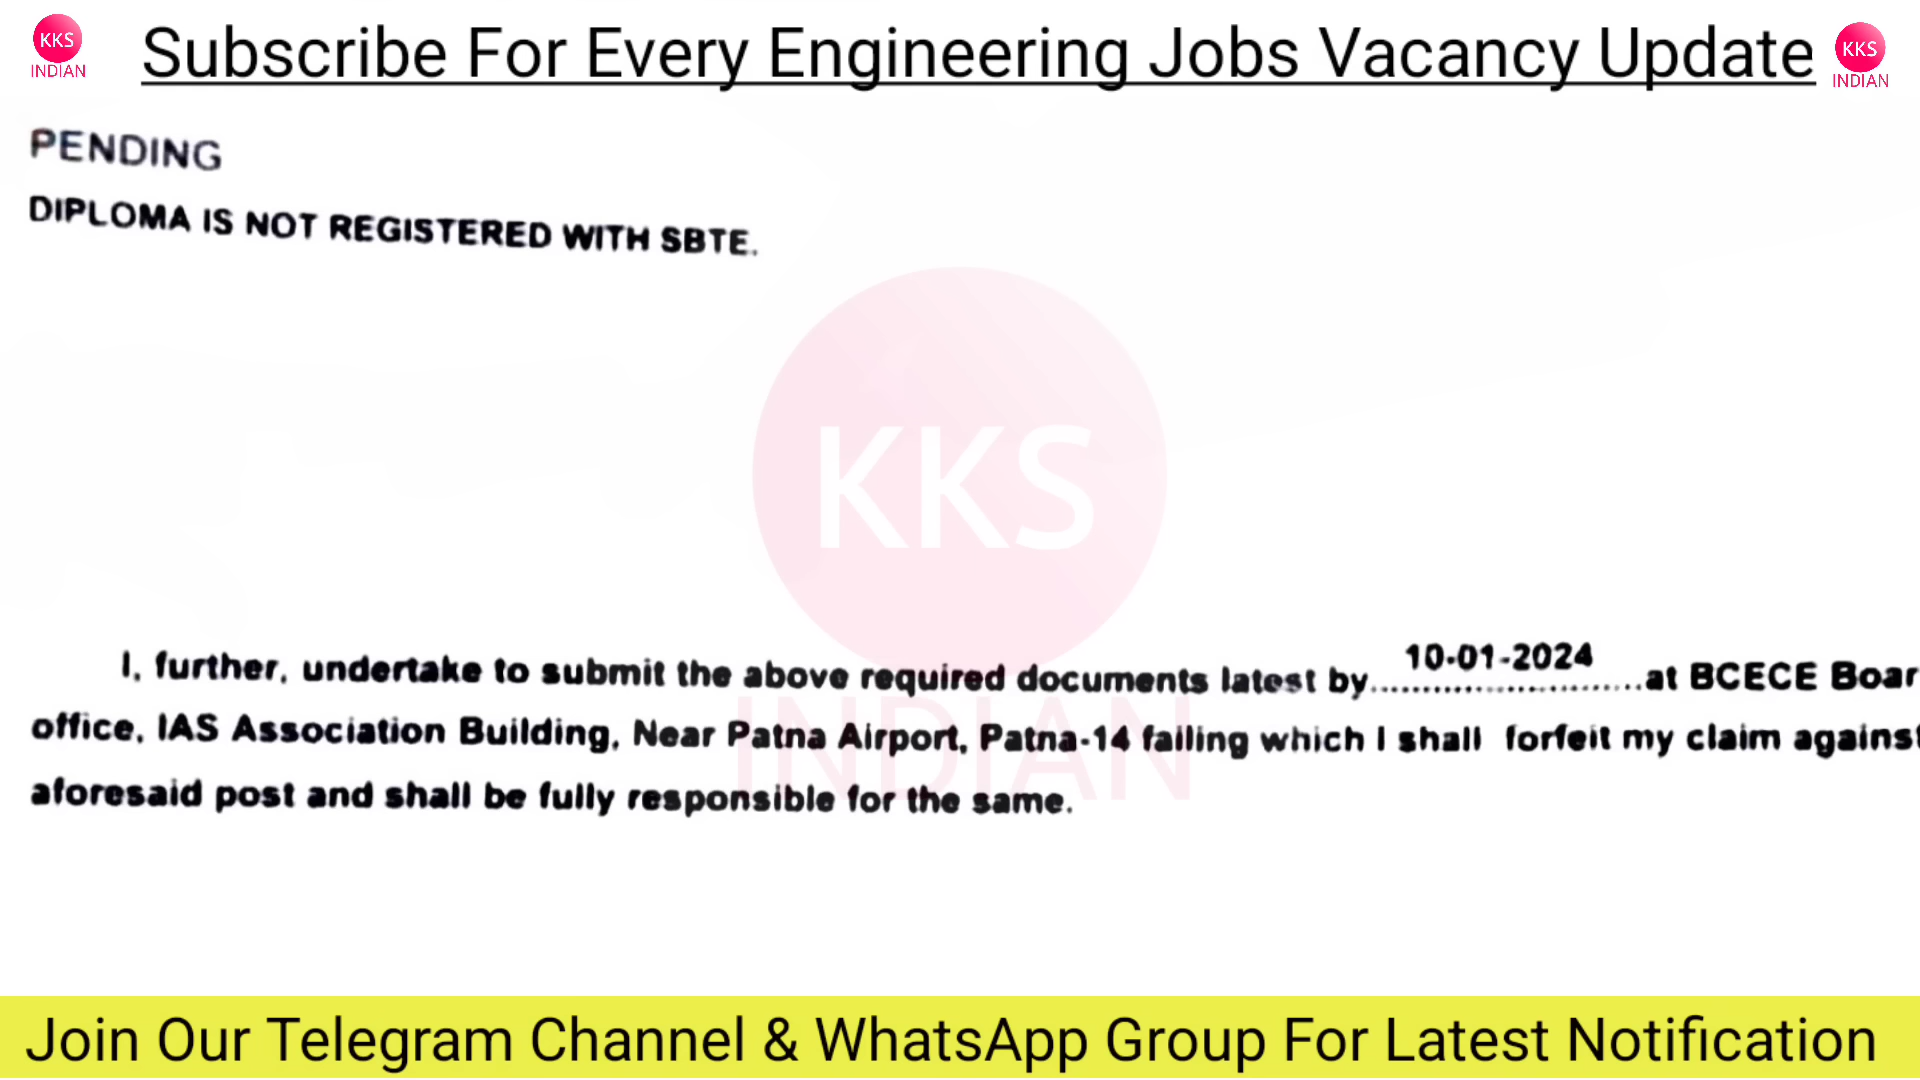 KKS
INDIAN
Subscribe For Every Engineering Jobs Vacancy Update
KKS
INDIAN
PENDING
DIPLOMA IS NOT REGISTERED WITH SBTE.
KKS
INDIAN
I, further, undertake to submit the above required documents latest by..........10-01-2024..........at BCECE Boar
office, IAS Association Building, Near Patna Airport, Patna-14 failing which I shall forfeit my claim against
aforesaid post and shall be fully responsible for the same.
Join Our Telegram Channel & WhatsApp Group For Latest Notification